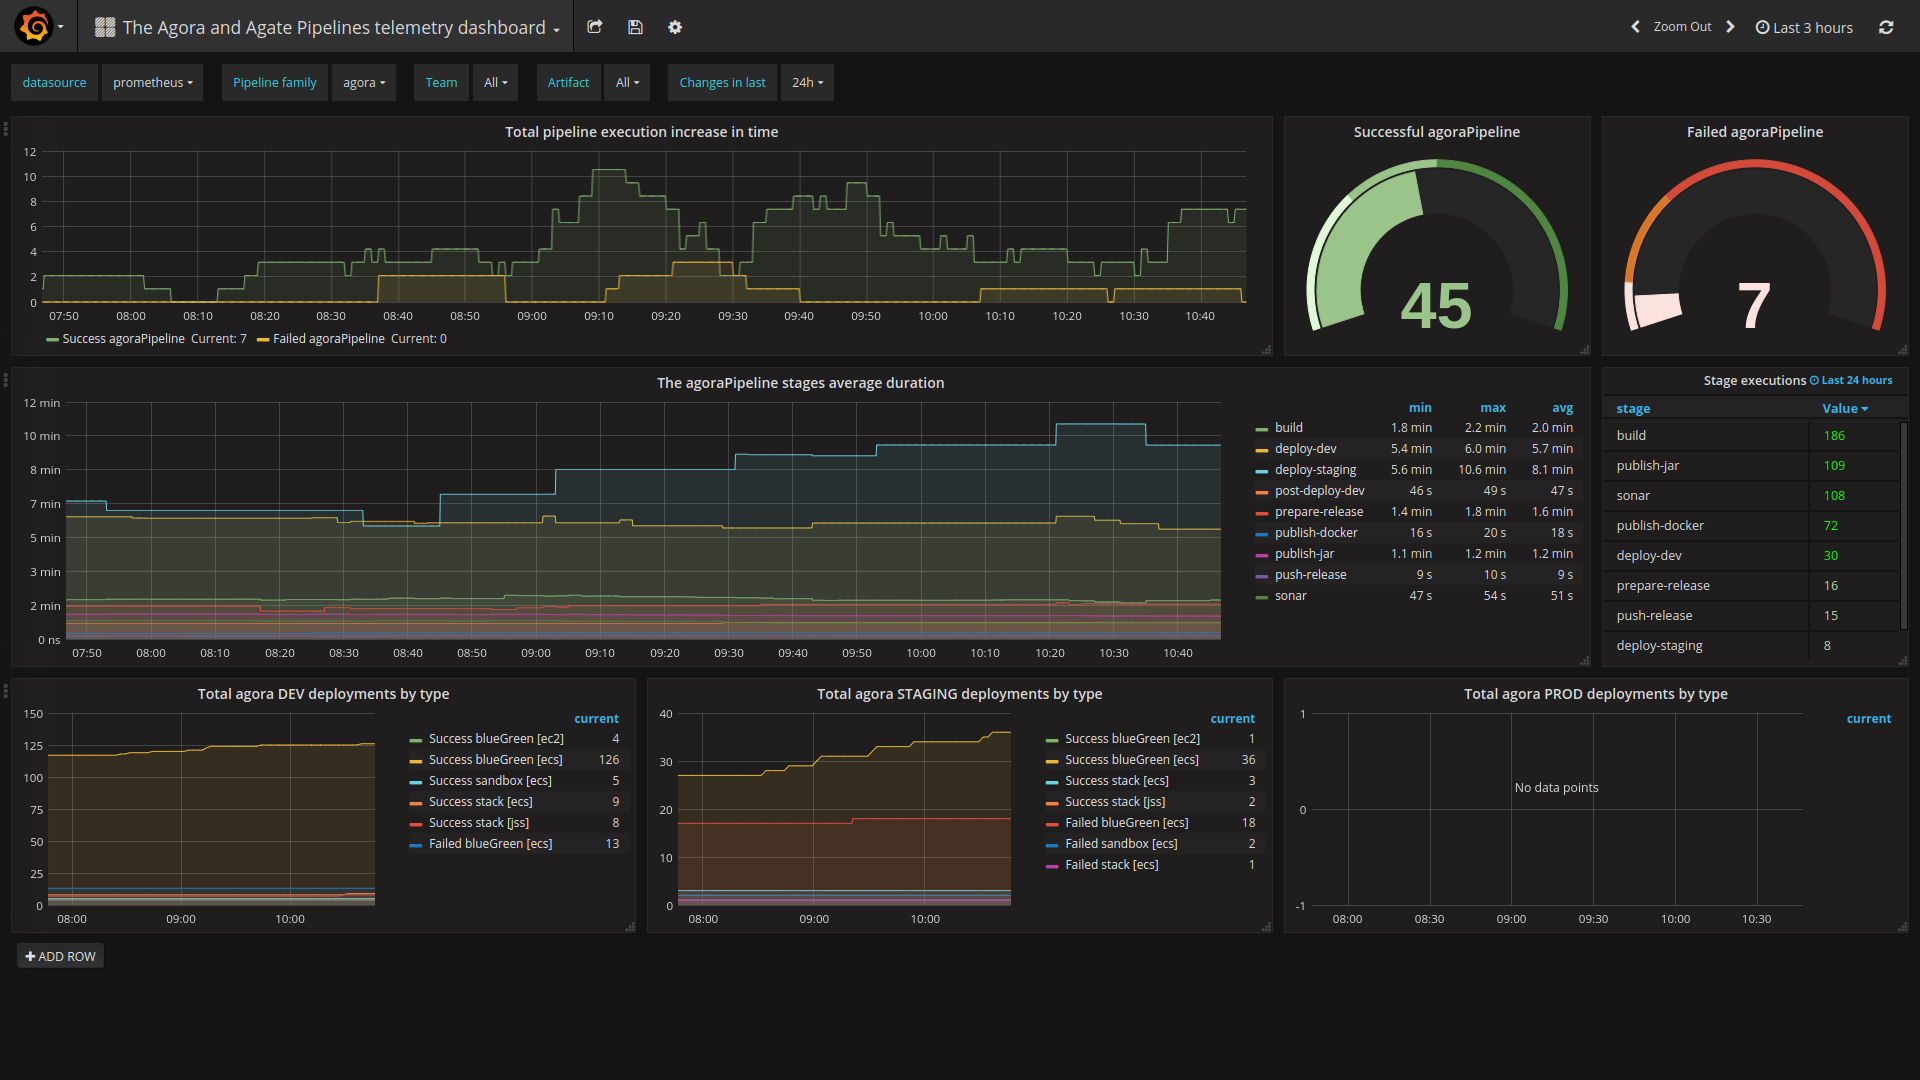 The Agora and Agate Pipelines telemetry dashboard
Zoom Out
Last 3 hours
datasource prometheus Pipeline family agora Team All Artifact All Changes in last 24h
Total pipeline execution increase in time
12
10
8
6
4
2
0
07:50 08:00 08:10 08:20 08:30 08:40 08:50 09:00 09:10 09:20 09:30 09:40 09:50 10:00 10:10 10:20 10:30 10:40
Success agoraPipeline Current: 7 Failed agoraPipeline Current: 0
Successful agoraPipeline
45
Failed agoraPipeline
7
The agoraPipeline stages average duration
12 min
10 min
8 min
7 min
5 min
3 min
2 min
0 ns
07:50 08:00 08:10 08:20 08:30 08:40 08:50 09:00 09:10 09:20 09:30 09:40 09:50 10:00 10:10 10:20 10:30 10:40
min max avg
build 1.8 min 2.2 min 2.0 min
deploy-dev 5.4 min 6.0 min 5.7 min
deploy-staging 5.6 min 10.6 min 8.1 min
post-deploy-dev 46 s 49 s 47 s
prepare-release 1.4 min 1.8 min 1.6 min
publish-docker 16 s 20 s 18 s
publish-jar 1.1 min 1.2 min 1.2 min
push-release 9 s 10 s 9 s
sonar 47 s 54 s 51 s
Stage executions Last 24 hours
stage Value
build 186
publish-jar 109
sonar 108
publish-docker 72
deploy-dev 30
prepare-release 16
push-release 15
deploy-staging 8
Total agora DEV deployments by type
150
125
100
75
50
25
0
08:00 09:00 10:00
current
Success blueGreen [ec2] 4
Success blueGreen [ecs] 126
Success sandbox [ecs] 5
Success stack [ecs] 9
Success stack [jss] 8
Failed blueGreen [ecs] 13
Total agora STAGING deployments by type
40
30
20
10
0
08:00 09:00 10:00
current
Success blueGreen [ec2] 1
Success blueGreen [ecs] 36
Success stack [ecs] 3
Success stack [jss] 2
Failed blueGreen [ecs] 18
Failed sandbox [ecs] 2
Failed stack [ecs] 1
Total agora PROD deployments by type
current
1
0
-1
No data points
08:00 08:30 09:00 09:30 10:00 10:30
ADD ROW